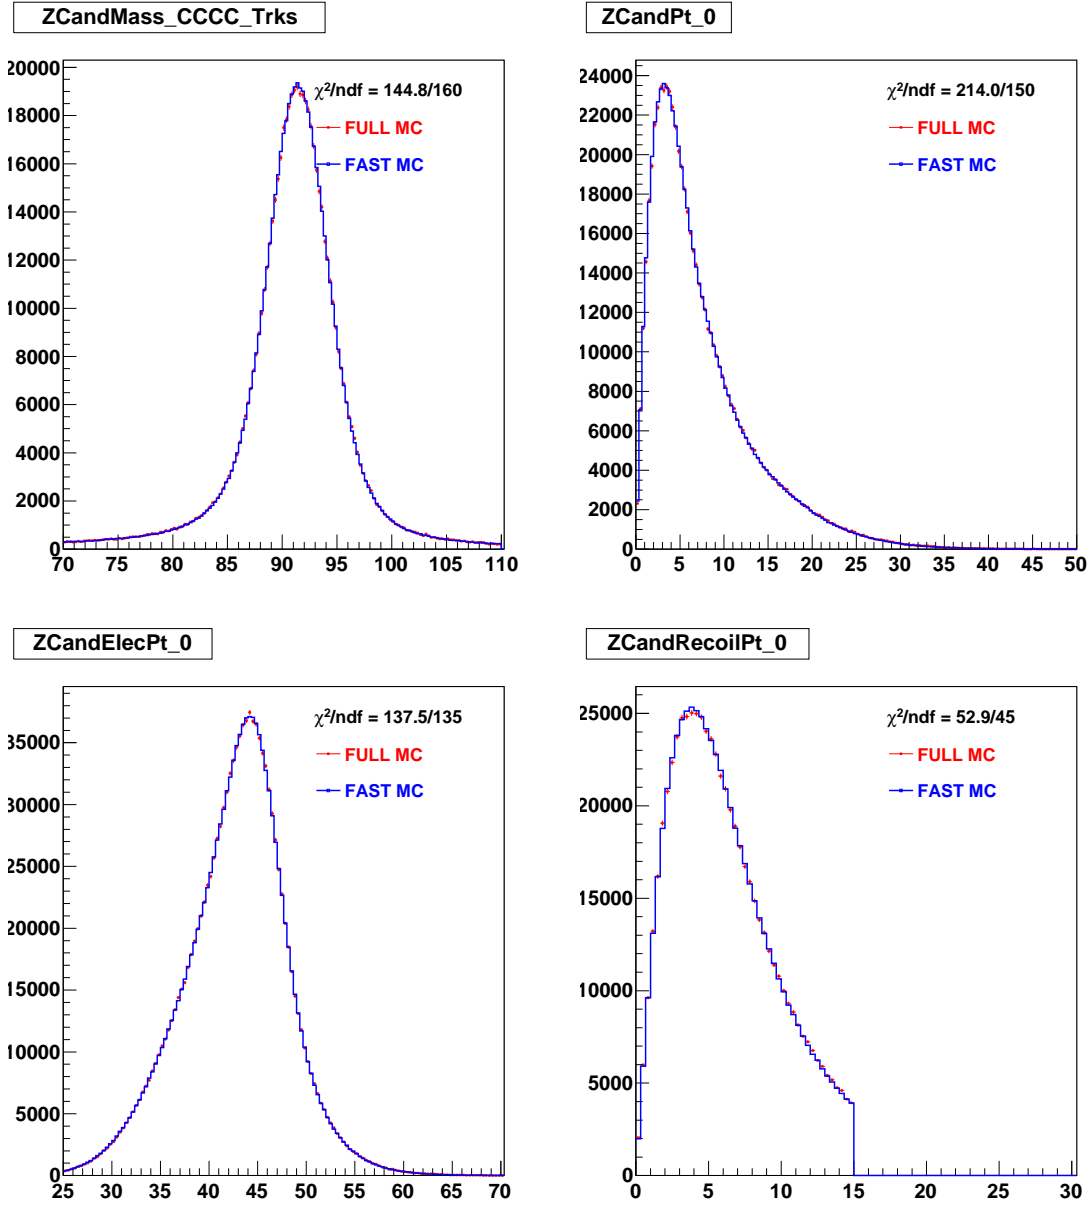 ZCandMass_CCCC_Trks
20000
18000
16000
14000
12000
10000
8000
6000
4000
2000
0
70 75 80 85 90 95 100 105 110
χ²/ndf = 144.8/160
FULL MC
FAST MC
ZCandPt_0
24000
22000
20000
18000
16000
14000
12000
10000
8000
6000
4000
2000
0
0 5 10 15 20 25 30 35 40 45 50
χ²/ndf = 214.0/150
FULL MC
FAST MC
ZCandElecPt_0
35000
30000
25000
20000
15000
10000
5000
0
25 30 35 40 45 50 55 60 65 70
χ²/ndf = 137.5/135
FULL MC
FAST MC
ZCandRecoilPt_0
25000
20000
15000
10000
5000
0
0 5 10 15 20 25 30
χ²/ndf = 52.9/45
FULL MC
FAST MC